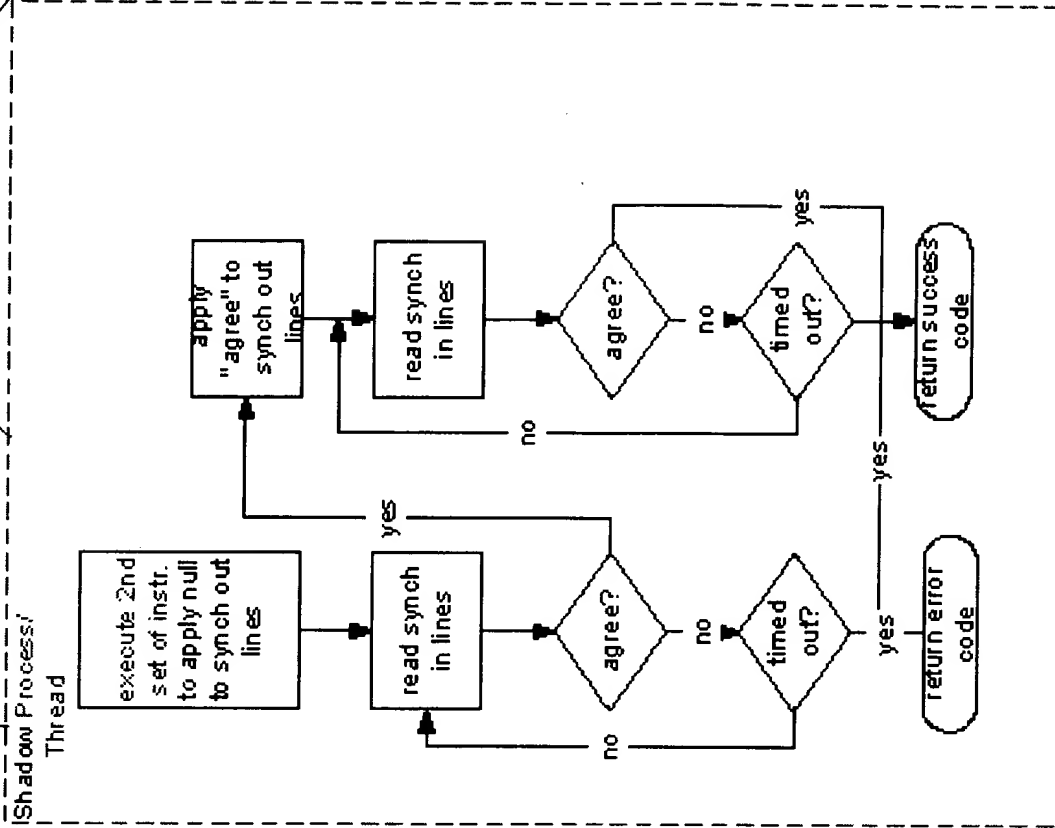 Shadow Process/
Thread
execute 2nd
set of instr.
to apply null
to synch out
lines
read synch
in lines
agree?
no
timed
out?
no
yes
return error
code
yes
apply
"agree" to
synch out
lines
read synch
in lines
agree?
no
timed
out?
no
yes
yes
return success
code